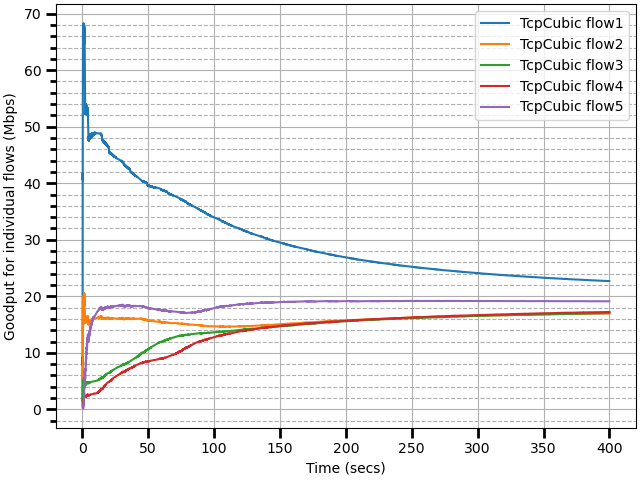 70
60
50
40
30
20
10
0
Goodput for individual flows (Mbps)
TcpCubic flow1
TcpCubic flow2
TcpCubic flow3
TcpCubic flow4
TcpCubic flow5
0 50 100 150 200 250 300 350 400
Time (secs)